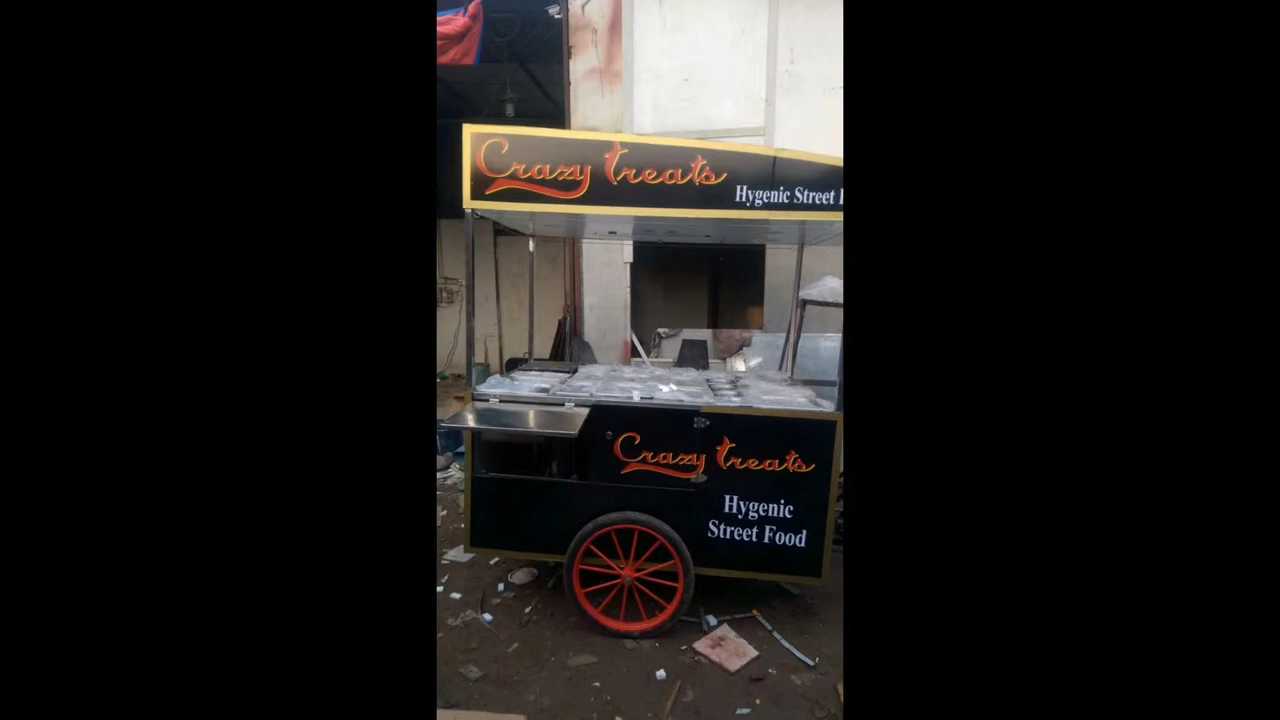 Crazy treats
Hygenic Street
Crazy treats
Hygenic
Street Food